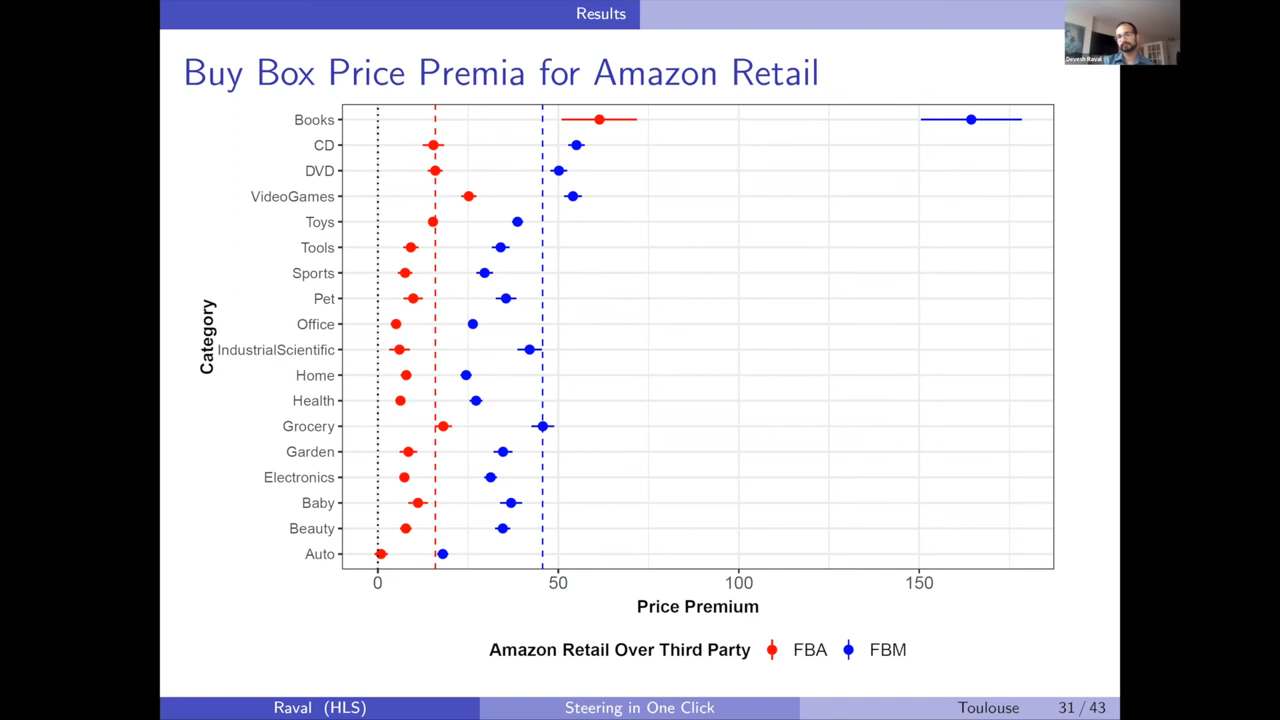 Results
Devesh Raval
Buy Box Price Premia for Amazon Retail
Books
CD
DVD
VideoGames
Toys
Tools
Sports
Pet
Office
IndustrialScientific
Home
Health
Grocery
Garden
Electronics
Baby
Beauty
Auto
Category
0 50 100 150
Price Premium
Amazon Retail Over Third Party FBA FBM
Raval (HLS) Steering in One Click Toulouse 31 / 43